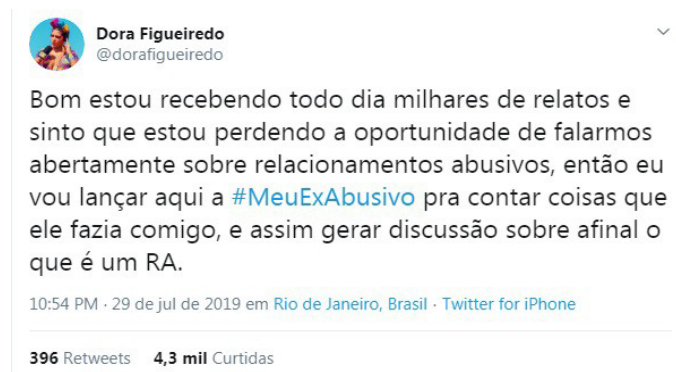 Dora Figueiredo
@dorafigueiredo
Bom estou recebendo todo dia milhares de relatos e
sinto que estou perdendo a oportunidade de falarmos
abertamente sobre relacionamentos abusivos, então eu
vou lançar aqui a #MeuExAbusivo pra contar coisas que
ele fazia comigo, e assim gerar discussão sobre afinal o
que é um RA.
10:54 PM · 29 de jul de 2019 em Rio de Janeiro, Brasil · Twitter for iPhone
396 Retweets 4,3 mil Curtidas